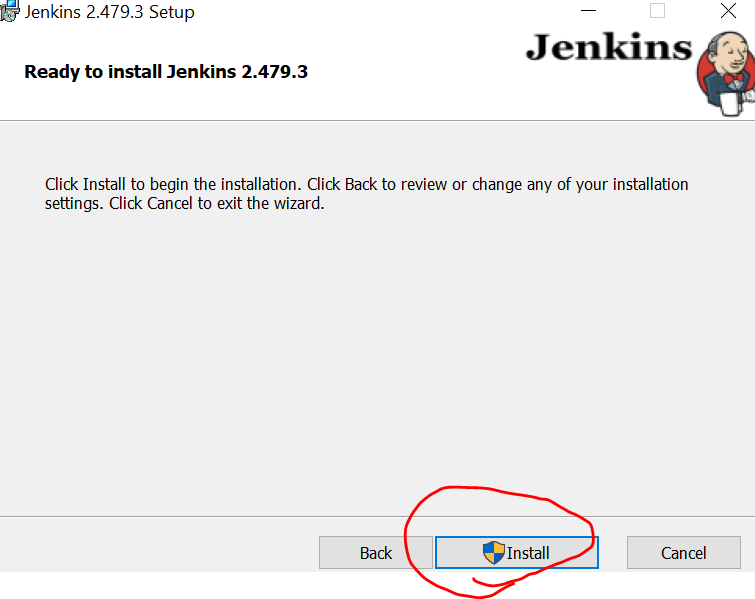 Jenkins 2.479.3 Setup
Jenkins
Ready to install Jenkins 2.479.3
Click Install to begin the installation. Click Back to review or change any of your installation
settings. Click Cancel to exit the wizard.
Back
Install
Cancel